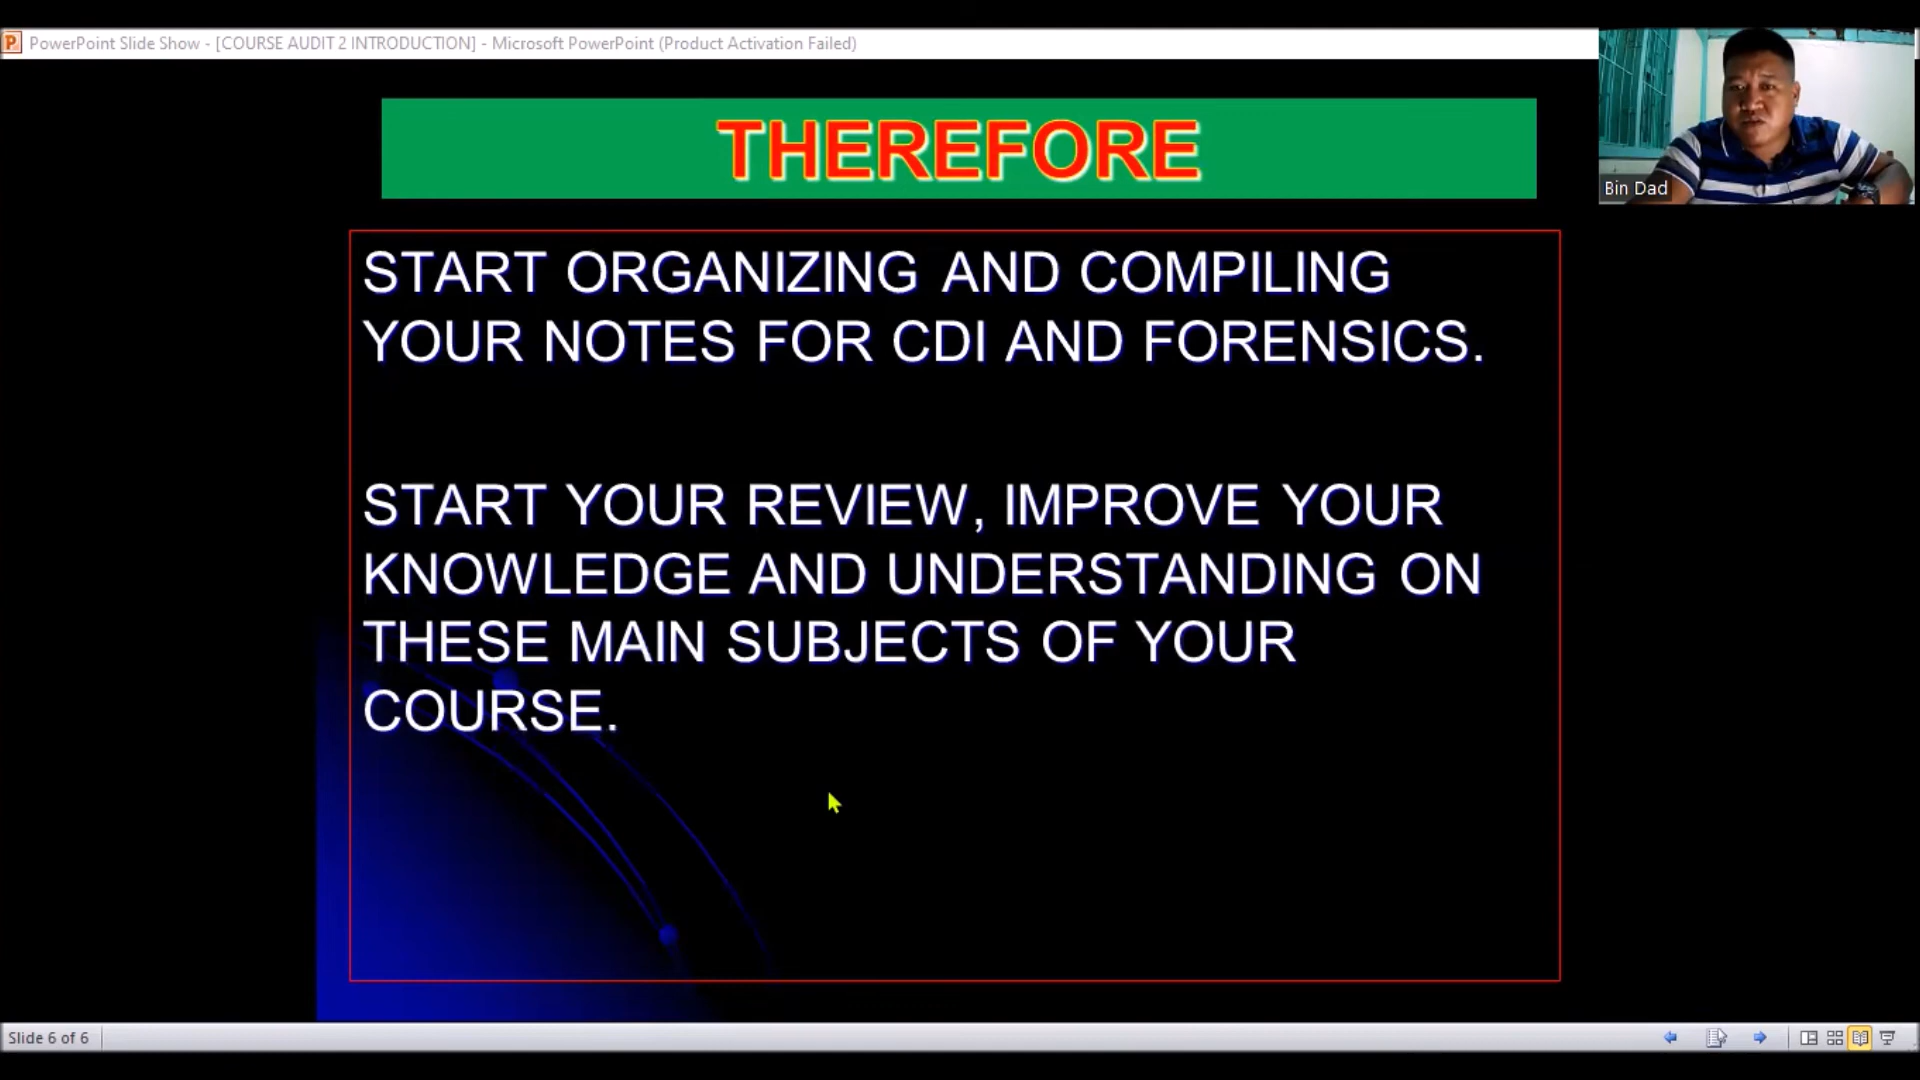 PowerPoint Slide Show - [COURSE AUDIT 2 INTRODUCTION] - Microsoft PowerPoint (Product Activation Failed)
THEREFORE
Bin Dad
START ORGANIZING AND COMPILING
YOUR NOTES FOR CDI AND FORENSICS.
START YOUR REVIEW, IMPROVE YOUR
KNOWLEDGE AND UNDERSTANDING ON
THESE MAIN SUBJECTS OF YOUR
COURSE.
Slide 6 of 6